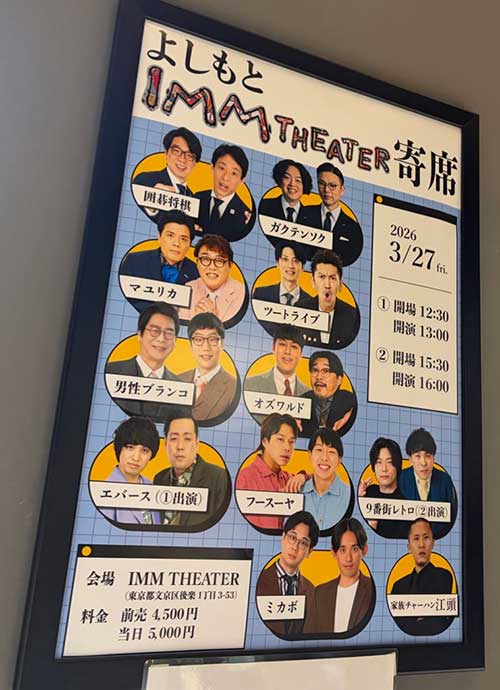 よしもと
IMM THEATER 寄席
囲碁将棋
ガクテンソク
マユリカ
ツートライブ
男性ブランコ
オズワルド
エバース(①出演)
フースーヤ
9番街レトロ(②出演)
ミカボ
家族チャーハン江頭
2026
3/27 fri.
① 開場 12:30
開演 13:00
② 開場 15:30
開演 16:00
会場 IMM THEATER
(東京都文京区後楽1丁目3-53)
料金 前売 4,500円
当日 5,000円